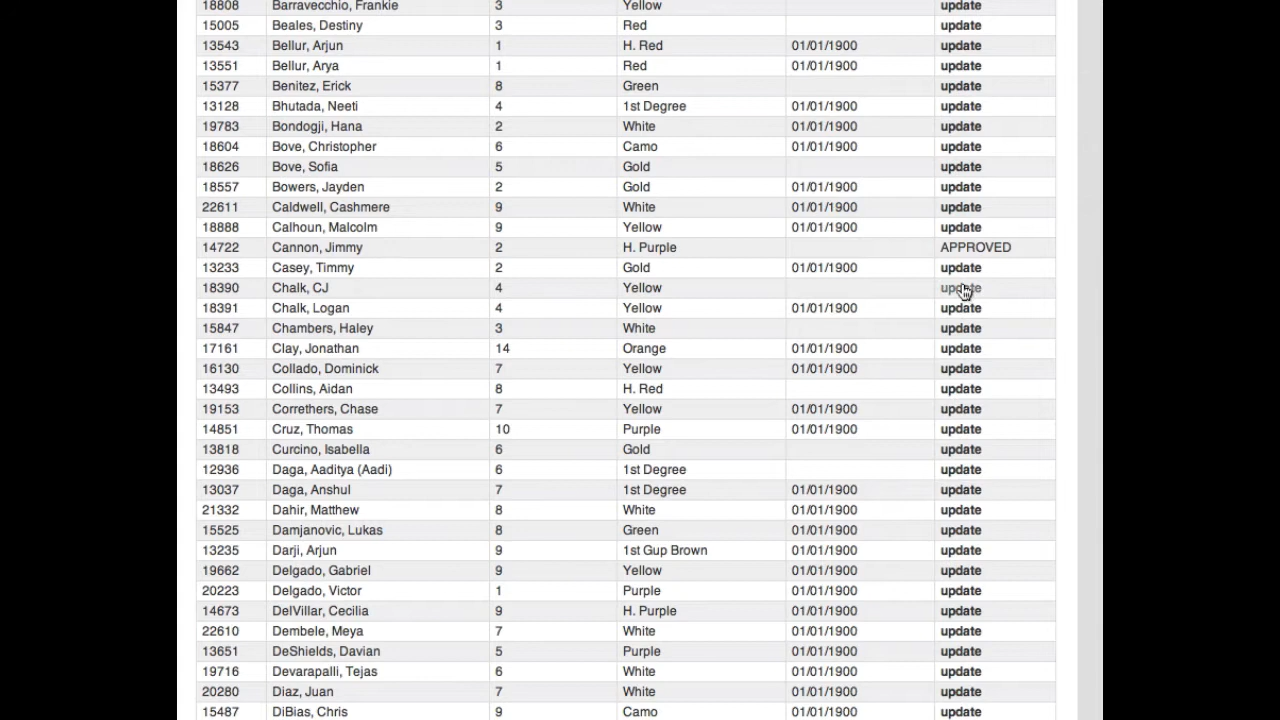 18808 Barravecchio, Frankie 3 Yellow update
15005 Beales, Destiny 3 Red update
13543 Bellur, Arjun 1 H. Red 01/01/1900 update
13551 Bellur, Arya 1 Red 01/01/1900 update
15377 Benitez, Erick 8 Green update
13128 Bhutada, Neeti 4 1st Degree 01/01/1900 update
19783 Bondogji, Hana 2 White 01/01/1900 update
18604 Bove, Christopher 6 Camo 01/01/1900 update
18626 Bove, Sofia 5 Gold update
18557 Bowers, Jayden 2 Gold 01/01/1900 update
22611 Caldwell, Cashmere 9 White 01/01/1900 update
18888 Calhoun, Malcolm 9 Yellow 01/01/1900 update
14722 Cannon, Jimmy 2 H. Purple APPROVED
13233 Casey, Timmy 2 Gold 01/01/1900 update
18390 Chalk, CJ 4 Yellow update
18391 Chalk, Logan 4 Yellow 01/01/1900 update
15847 Chambers, Haley 3 White update
17161 Clay, Jonathan 14 Orange 01/01/1900 update
16130 Collado, Dominick 7 Yellow 01/01/1900 update
13493 Collins, Aidan 8 H. Red update
19153 Correthers, Chase 7 Yellow 01/01/1900 update
14851 Cruz, Thomas 10 Purple 01/01/1900 update
13818 Curcino, Isabella 6 Gold update
12936 Daga, Aaditya (Aadi) 6 1st Degree update
13037 Daga, Anshul 7 1st Degree 01/01/1900 update
21332 Dahir, Matthew 8 White 01/01/1900 update
15525 Damjanovic, Lukas 8 Green 01/01/1900 update
13235 Darji, Arjun 9 1st Gup Brown 01/01/1900 update
19662 Delgado, Gabriel 9 Yellow 01/01/1900 update
20223 Delgado, Victor 1 Purple 01/01/1900 update
14673 DelVillar, Cecilia 9 H. Purple 01/01/1900 update
22610 Dembele, Meya 7 White 01/01/1900 update
13651 DeShields, Davian 5 Purple 01/01/1900 update
19716 Devarapalli, Tejas 6 White 01/01/1900 update
20280 Diaz, Juan 7 White 01/01/1900 update
15487 DiBias, Chris 9 Camo 01/01/1900 update